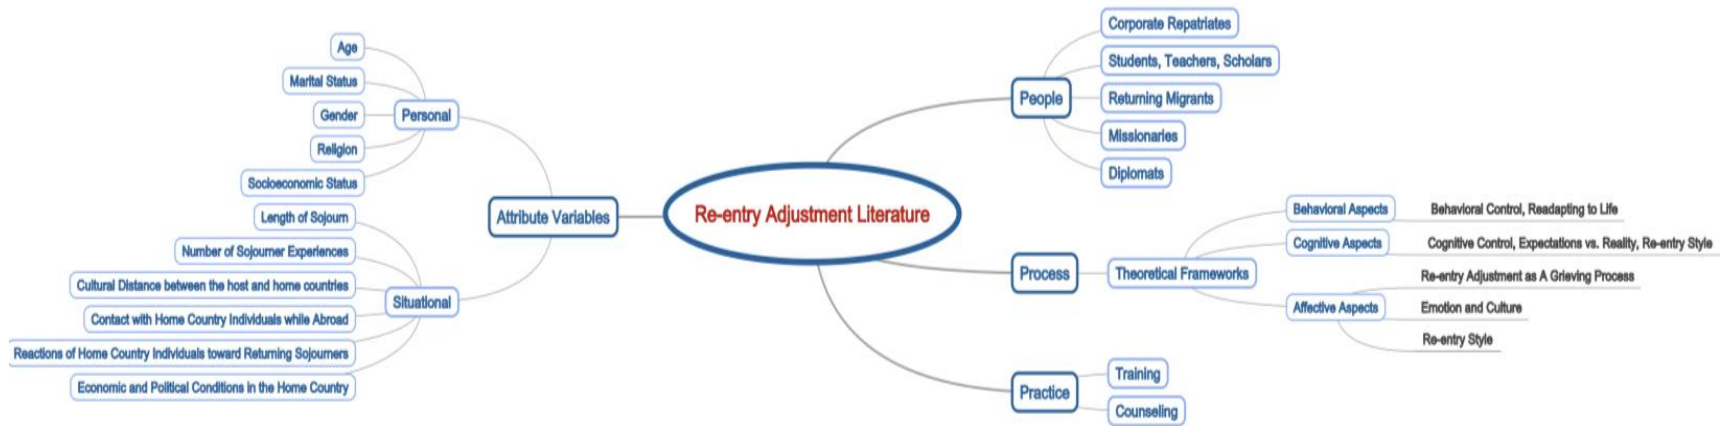 Re-entry Adjustment Literature
Attribute Variables
Personal
Age
Marital Status
Gender
Religion
Socioeconomic Status
Situational
Length of Sojourn
Number of Sojourner Experiences
Cultural Distance between the host and home countries
Contact with Home Country Individuals while Abroad
Reactions of Home Country Individuals toward Returning Sojourners
Economic and Political Conditions in the Home Country
People
Corporate Repatriates
Students, Teachers, Scholars
Returning Migrants
Missionaries
Diplomats
Process
Theoretical Frameworks
Behavioral Aspects
Behavioral Control, Readapting to Life
Cognitive Aspects
Cognitive Control, Expectations vs. Reality, Re-entry Style
Affective Aspects
Re-entry Adjustment as A Grieving Process
Emotion and Culture
Re-entry Style
Practice
Training
Counseling